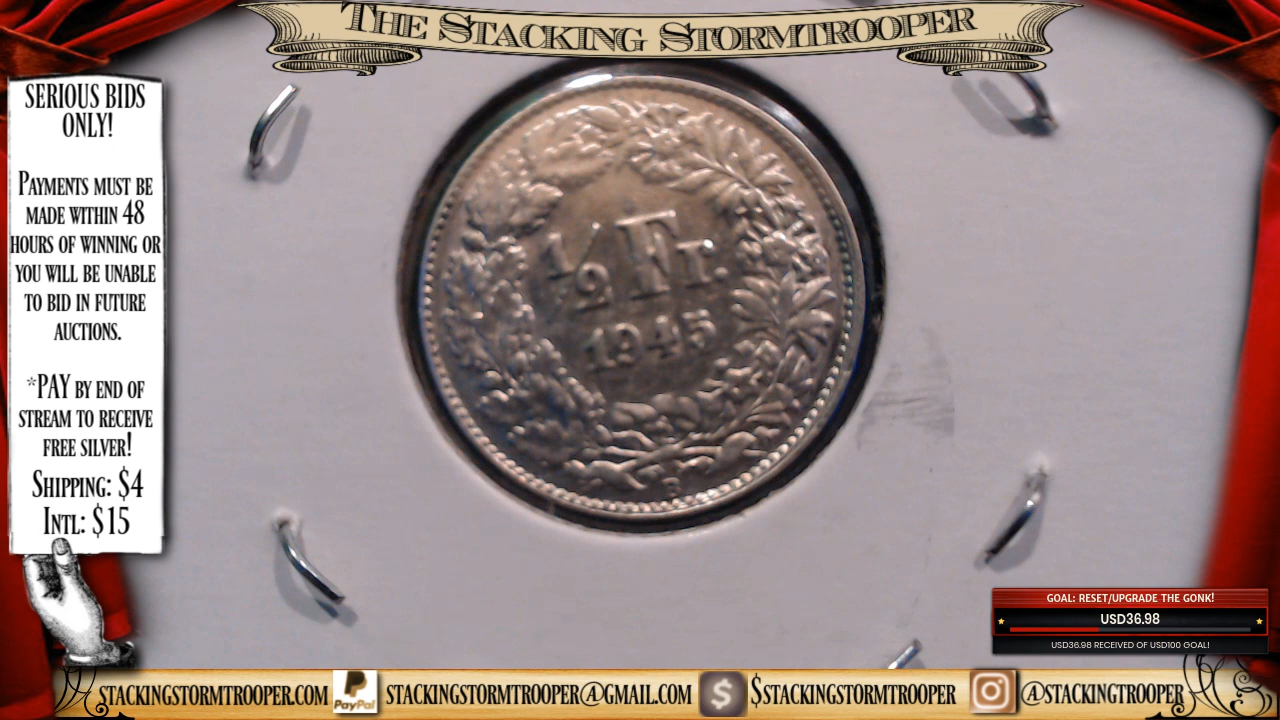 THE STACKING STORMTROOPER
SERIOUS BIDS
ONLY!
PAYMENTS MUST BE
MADE WITHIN 48
HOURS OF WINNING OR
YOU WILL BE UNABLE
TO BID IN FUTURE
AUCTIONS.
*PAY BY END OF
STREAM TO RECEIVE
FREE SILVER!
SHIPPING: $4
INTL: $15
1/2 Fr.
1945
B
GOAL: RESET/UPGRADE THE GONK!
USD36.98
USD36.98 RECEIVED OF USD100 GOAL!
STACKINGSTORMTROOPER.COM
PayPal
STACKINGSTORMTROOPER@GMAIL.COM
$
$STACKINGSTORMTROOPER
@STACKINGTROOPER